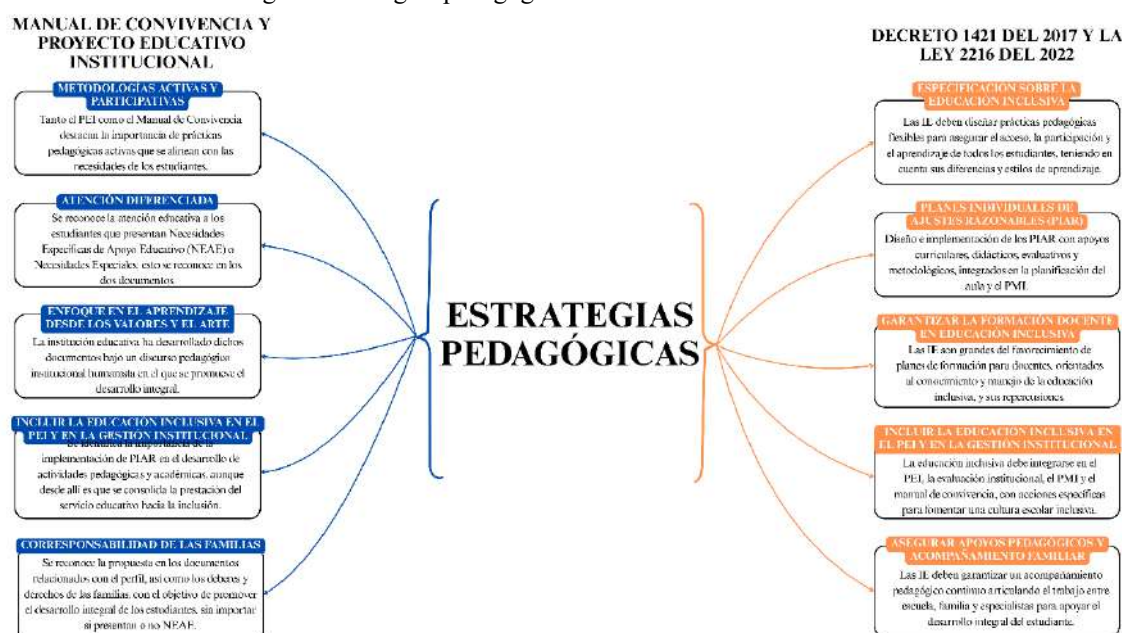 MANUAL DE CONVIVENCIA Y
PROYECTO EDUCATIVO
INSTITUCIONAL
METODOLOGÍAS ACTIVAS Y
PARTICIPATIVAS
Tanto el PEI como el Manual de Convivencia
destacan la importancia de prácticas
pedagógicas activas que se alinean con las
necesidades de los estudiantes.
ATENCIÓN DIFERENCIADA
Se reconoce la atención educativa a los
estudiantes que presentan Necesidades
Específicas de Apoyo Educativo (NEAE) o
Necesidades Especiales, esto se reconoce en los
dos documentos
ENFOQUE EN EL APRENDIZAJE
DESDE LOS VALORES Y EL ARTE
La institución educativa ha desarrollado dichos
documentos bajo un discurso pedagógico
institucional humanista en el que se promueve el
desarrollo integral.
INCLUIR LA EDUCACIÓN INCLUSIVA EN EL
PEI Y EN LA GESTIÓN INSTITUCIONAL
Se identifica la importancia de la
implementación de PIAR en el desarrollo de
actividades pedagógicas y académicas, aunque
desde allí es que se consolida la prestación del
servicio educativo hacia la inclusión.
CORRESPONSABILIDAD DE LAS FAMILIAS
Se reconoce la propuesta en los documentos
relacionados con el perfil, así como los deberes y
derechos de las familias, con el objetivo de promover
el desarrollo integral de los estudiantes, sin importar
si presentan o no NEAE.
ESTRATEGIAS
PEDAGÓGICAS
DECRETO 1421 DEL 2017 Y LA
LEY 2216 DEL 2022
ESPECIFICACIÓN SOBRE LA
EDUCACIÓN INCLUSIVA
Las IE deben diseñar prácticas pedagógicas
flexibles para asegurar el acceso, la participación y
el aprendizaje de todos los estudiantes, teniendo en
cuenta sus diferencias y estilos de aprendizaje.
PLANES INDIVIDUALES DE
AJUSTES RAZONABLES (PIAR)
Diseño e implementación de los PIAR con apoyos
curriculares, didácticos, evaluativos y
metodológicos, integrados en la planificación del
aula y el PMI.
GARANTIZAR LA FORMACIÓN DOCENTE
EN EDUCACIÓN INCLUSIVA
Las IE son grandes del favorecimiento de
planes de formación para docentes, orientados
al conocimiento y manejo de la educación
inclusiva, y sus repercusiones.
INCLUIR LA EDUCACIÓN INCLUSIVA EN
EL PEI Y EN LA GESTIÓN INSTITUCIONAL
La educación inclusiva debe integrarse en el
PEI, la evaluación institucional, el PMI y el
manual de convivencia, con acciones específicas
para fomentar una cultura escolar inclusiva.
ASEGURAR APOYOS PEDAGÓGICOS Y
ACOMPAÑAMIENTO FAMILIAR
Las IE deben garantizar un acompañamiento
pedagógico continuo articulando el trabajo entre
escuela, familia y especialistas para apoyar el
desarrollo integral del estudiante.